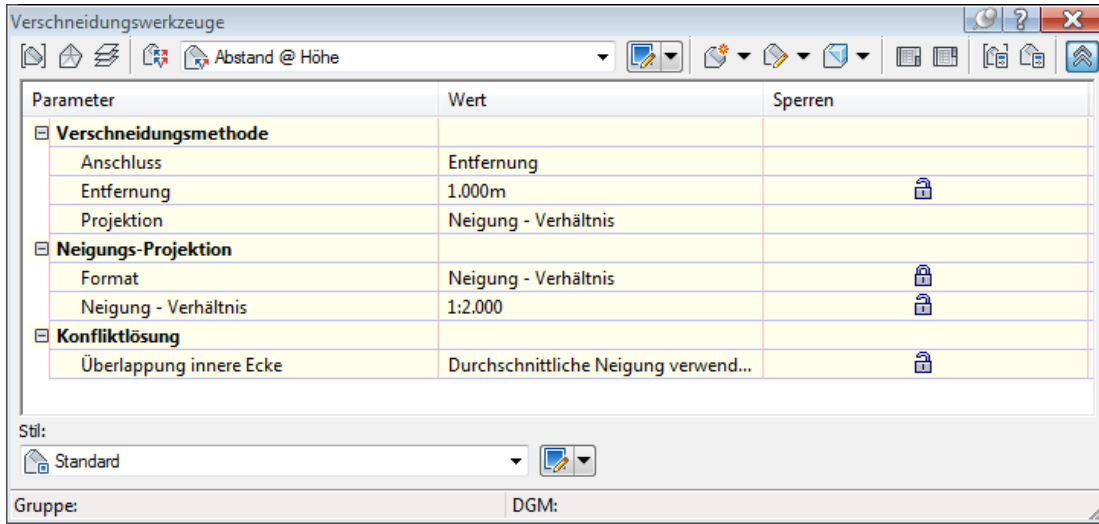 Verschneidungswerkzeuge
Abstand @ Höhe
Parameter Wert Sperren
Verschneidungsmethode
Anschluss Entfernung
Entfernung 1.000m
Projektion Neigung - Verhältnis
Neigungs-Projektion
Format Neigung - Verhältnis
Neigung - Verhältnis 1:2.000
Konfliktlösung
Überlappung innere Ecke Durchschnittliche Neigung verwend...
Stil:
Standard
Gruppe: DGM: